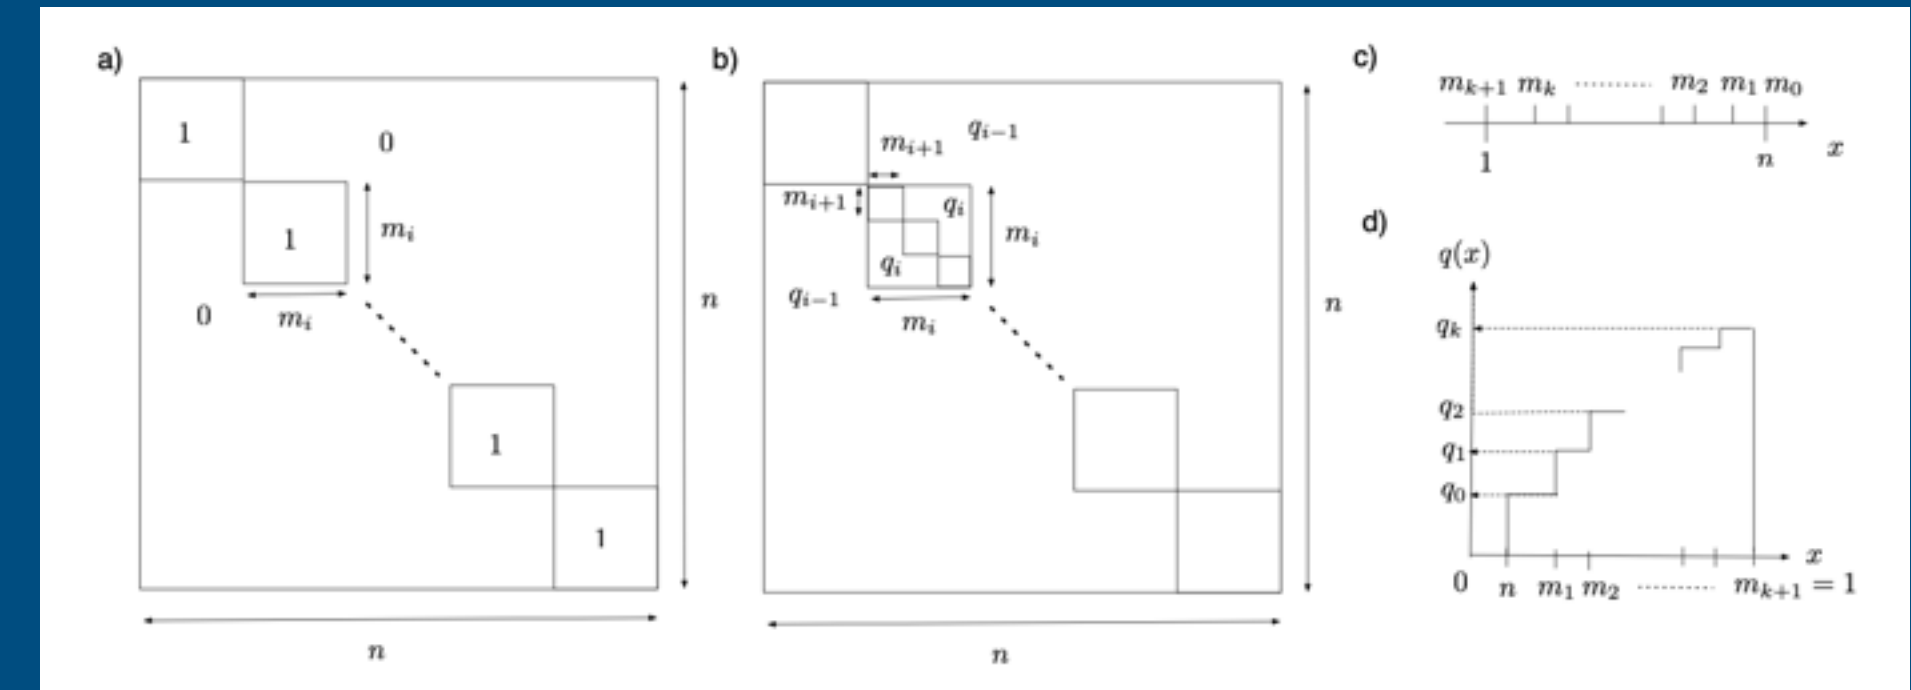 a)
1
0
1
m_i
0
m_i
1
1
n
n
b)
q_{i−1}
m_{i+1}
m_{i+1}
q_i
m_i
q_i
q_{i−1}
m_i
n
n
c)
m_{k+1} m_k ........ m_2 m_1 m_0
1 n x
d)
q(x)
q_k
q_2
q_1
q_0
x
0 n m_1 m_2 ........ m_{k+1} = 1